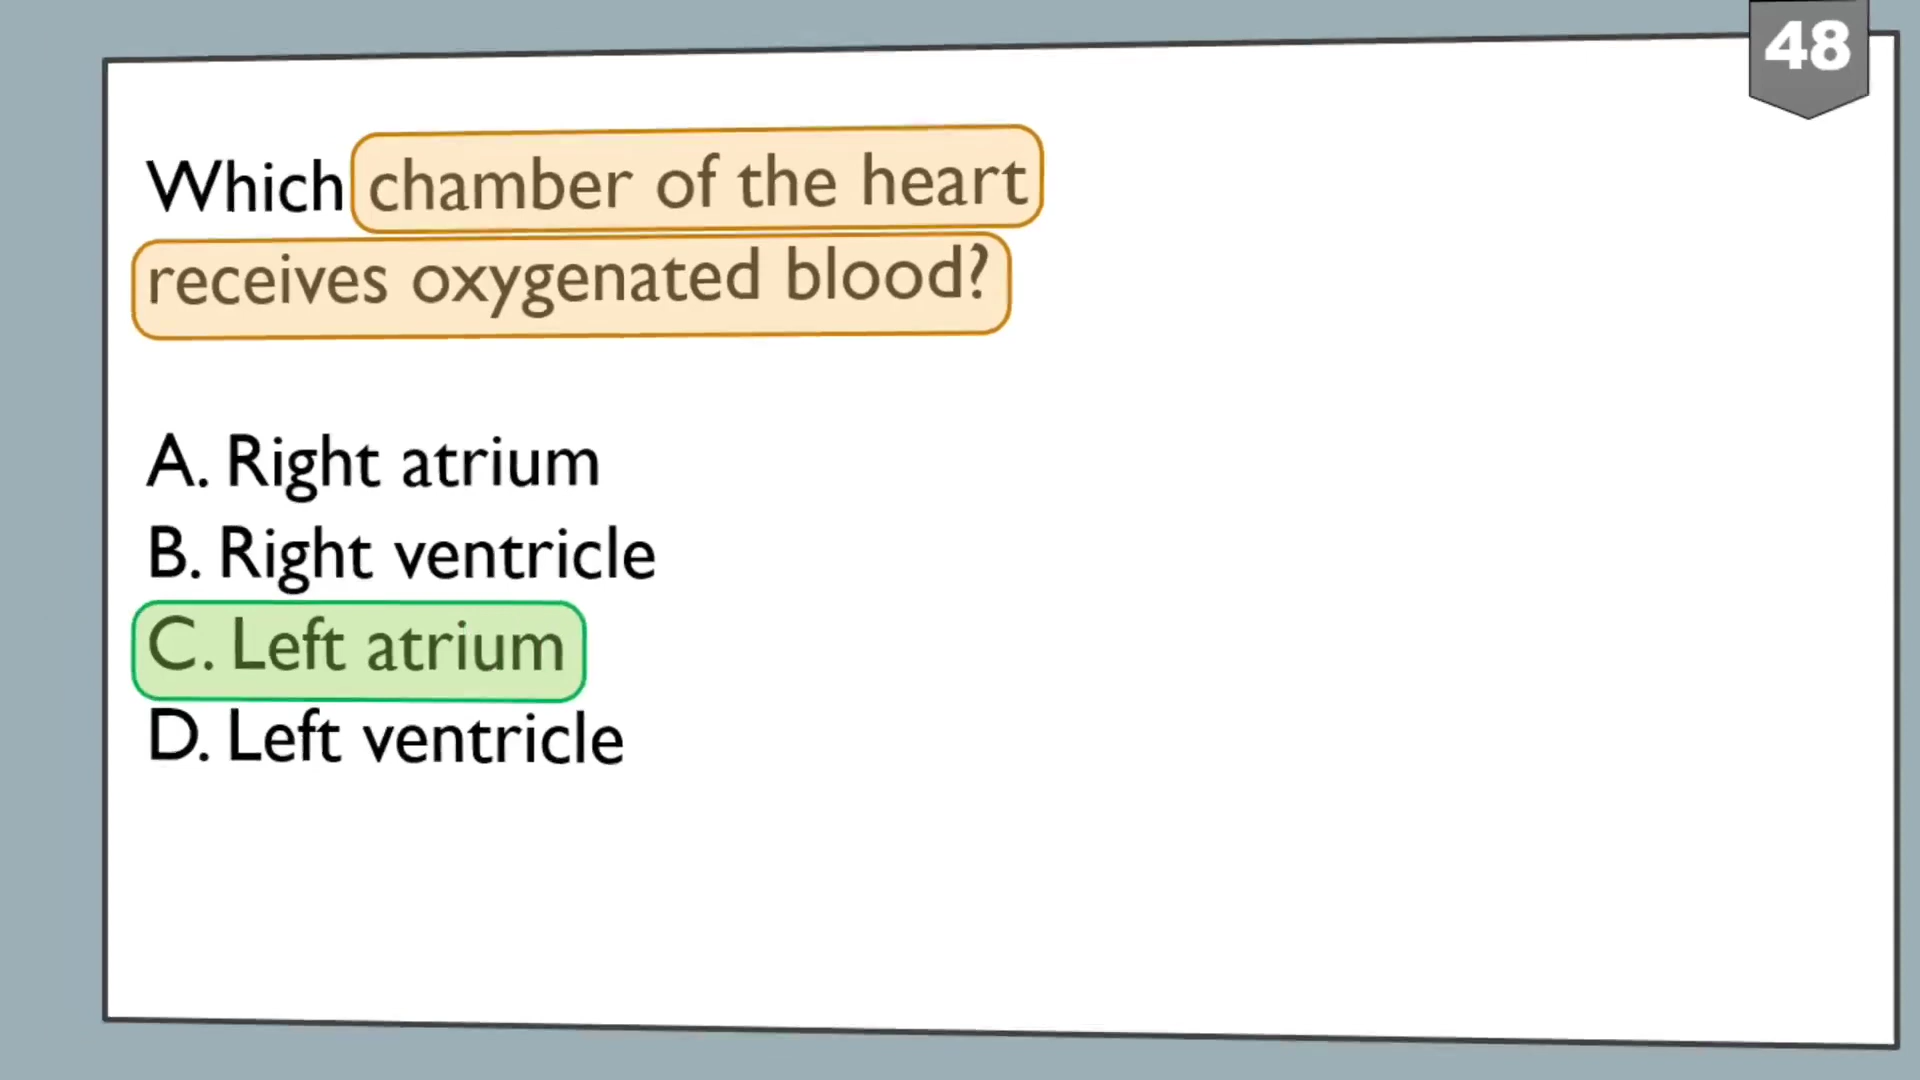 48
Which chamber of the heart
receives oxygenated blood?
A. Right atrium
B. Right ventricle
C. Left atrium
D. Left ventricle